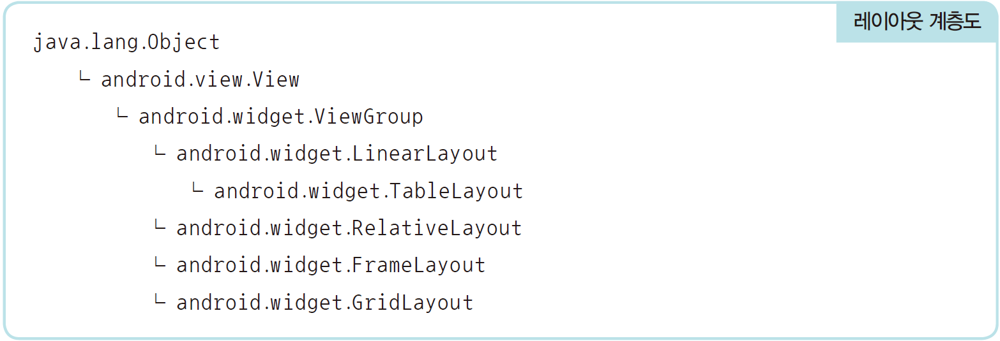 레이아웃 계층도
java.lang.Object
└ android.view.View
└ android.widget.ViewGroup
└ android.widget.LinearLayout
└ android.widget.TableLayout
└ android.widget.RelativeLayout
└ android.widget.FrameLayout
└ android.widget.GridLayout